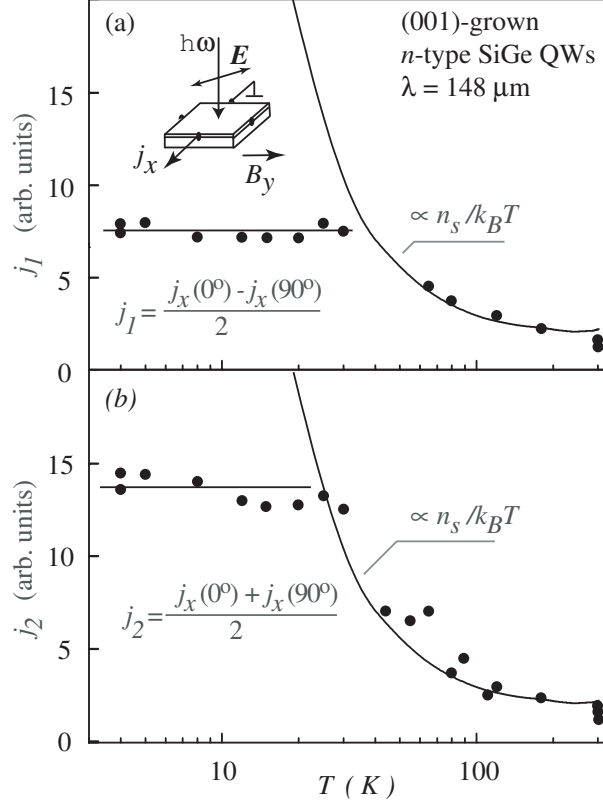 (a)
(001)-grown
n-type SiGe QWs
λ = 148 μm
ħω
E
⊥
j_x
B_y
15
10
5
0
j_1 (arb. units)
∝ n_s/k_BT
j_1 = (j_x(0°) - j_x(90°))/2
(b)
15
10
5
0
j_2 (arb. units)
∝ n_s/k_BT
j_2 = (j_x(0°) + j_x(90°))/2
10
100
T ( K )